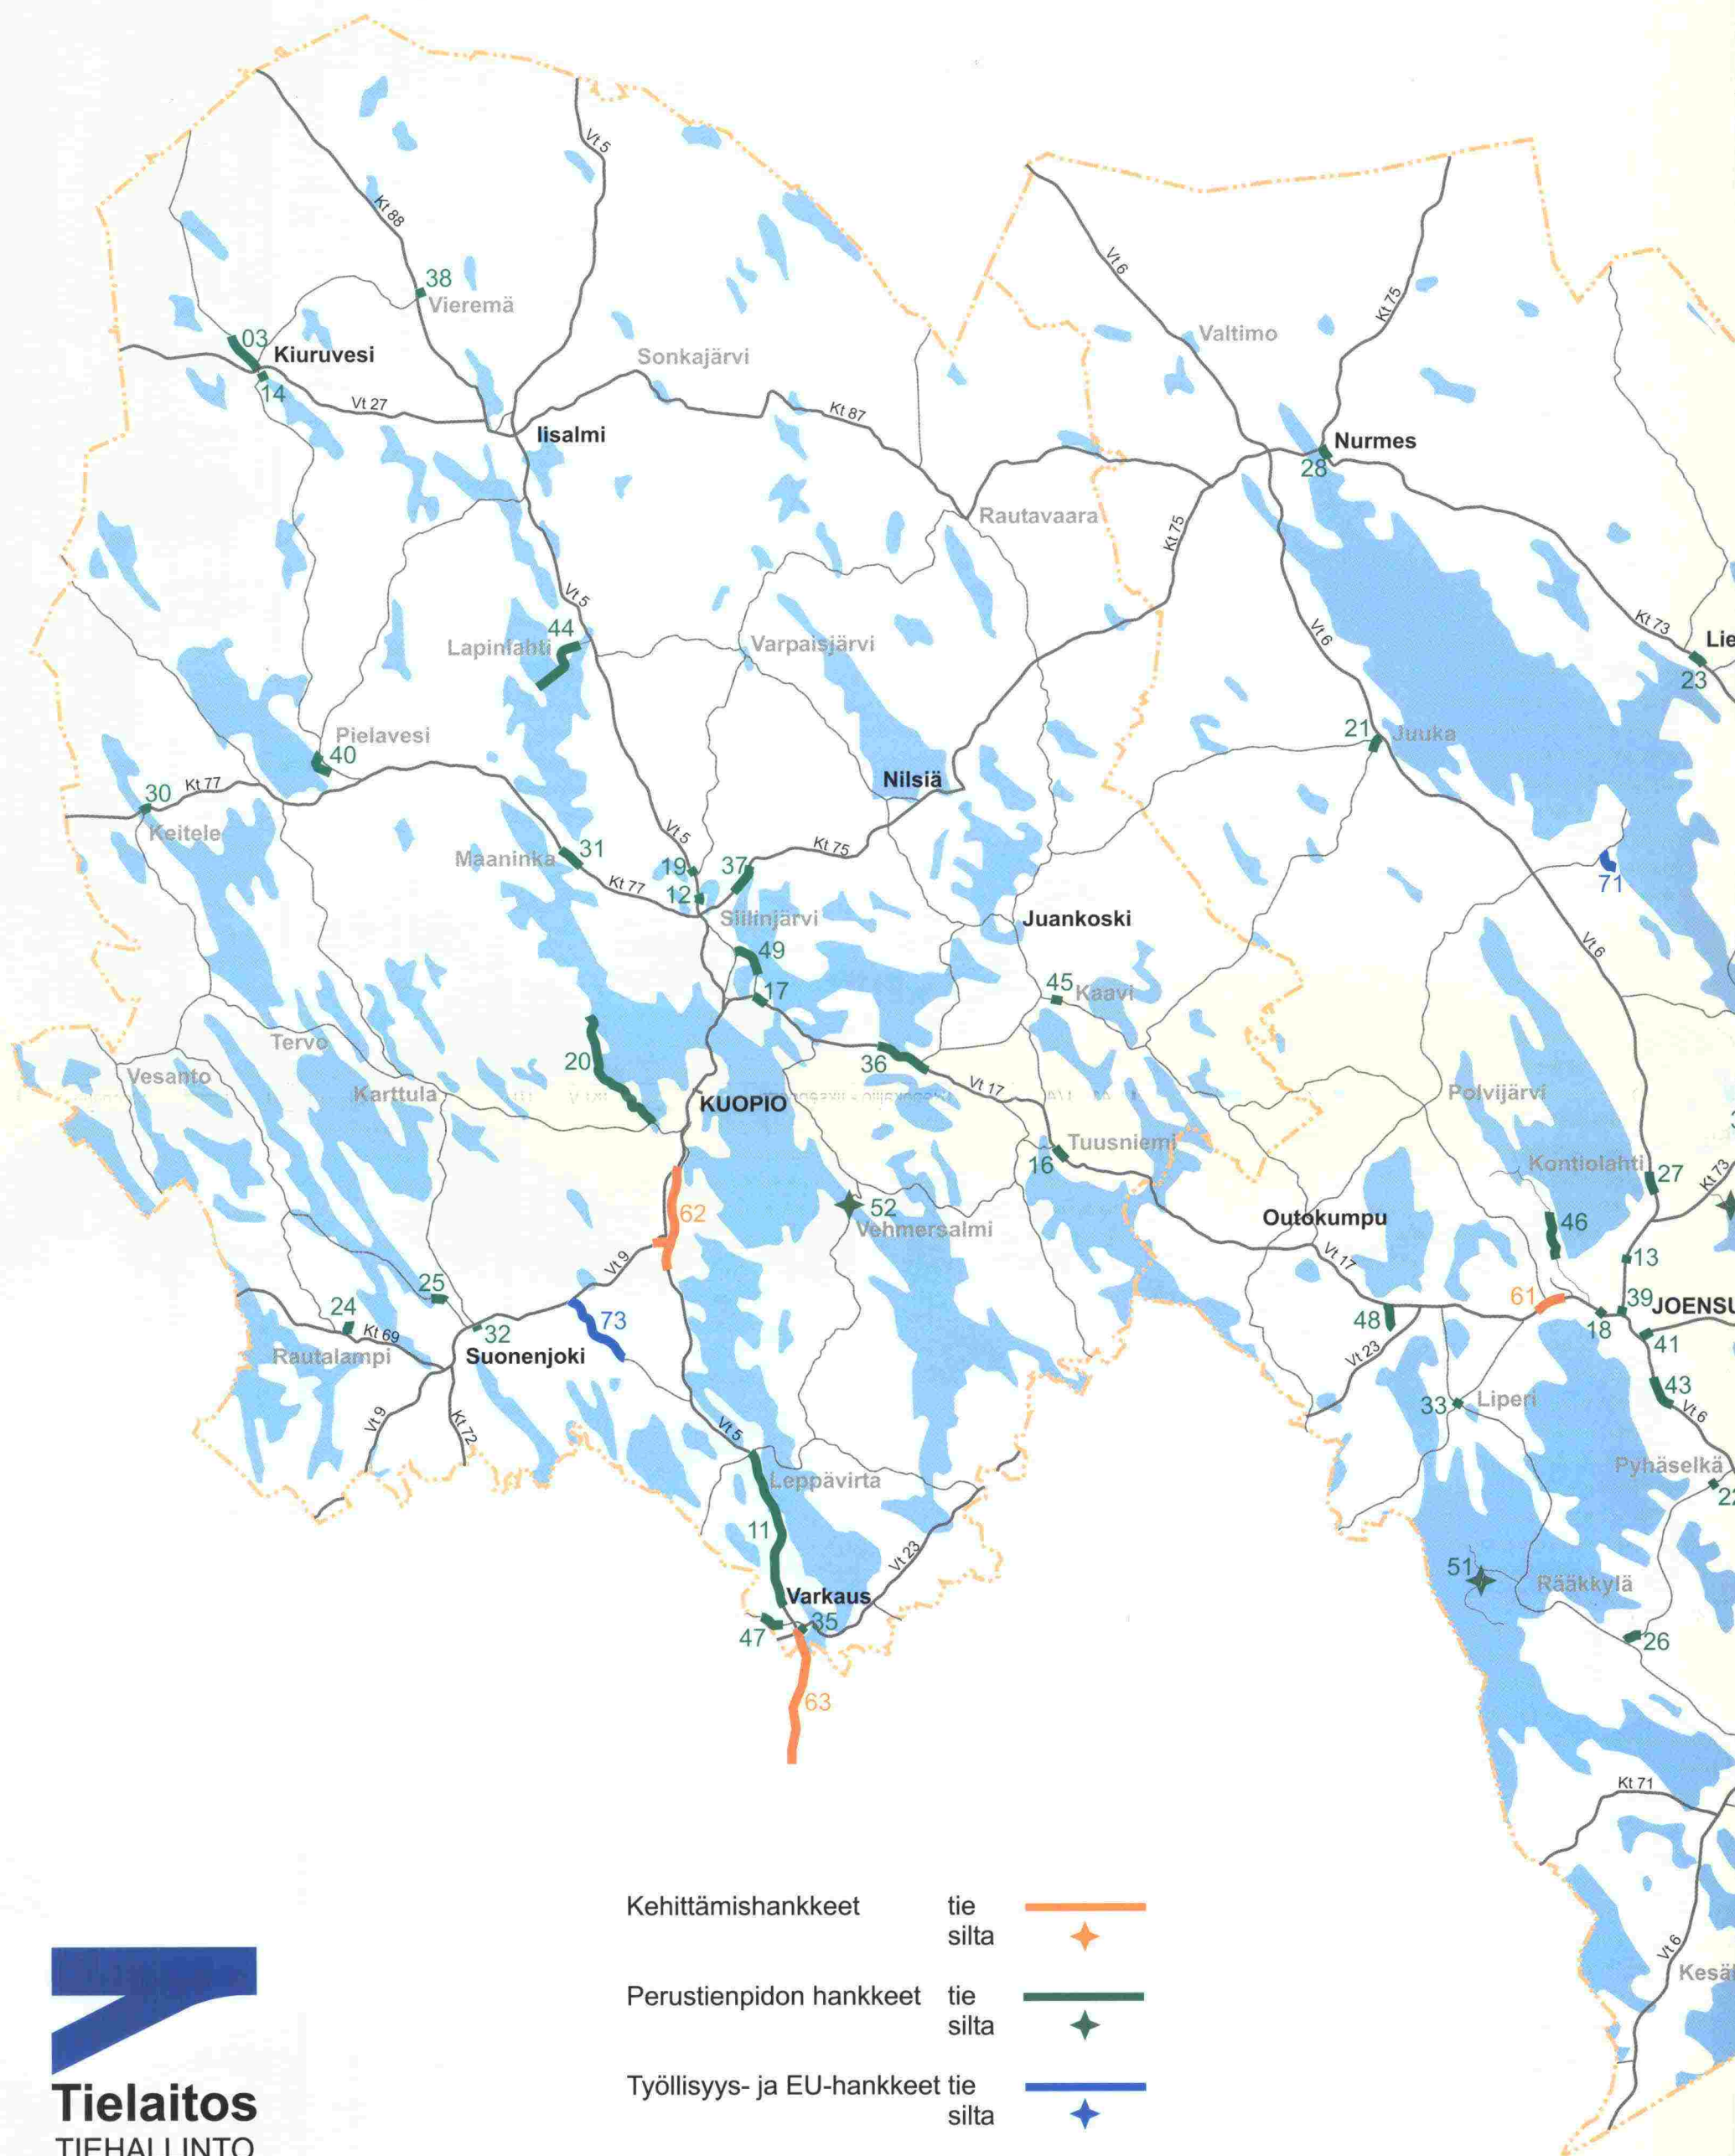 Vt 5
Kt 88
Vt 6
Kt 75
38
Vieremä
03
Kiuruvesi
14
Vt 27
Sonkajärvi
Valtimo
Kt 87
Iisalmi
Nurmes
28
Rautavaara
Kt 75
Vt 5
44
Lapinlahti
Varpaisjärvi
Vt 6
Kt 73
Lie
23
21
Juuka
Pielavesi
40
Nilsiä
30
Kt 77
Keitele
Maaninka
31
Kt 77
Vt 5
19
37
12
Kt 75
Siilinjärvi
71
Juankoski
49
17
45
Kaavi
Vt 6
Tervo
Vesanto
Karttula
20
36
Vt 17
KUOPIO
Polvijärvi
Tuusniemi
16
Kontiolahti
27
Kt 73
62
52
Vehmersalmi
Outokumpu
46
Vt 17
13
Vt 9
25
24
Kt 69
Rautalampi
32
Suonenjoki
73
61
39
JOENSU
18
41
48
Vt 23
43
Vt 6
33
Liperi
Vt 9
Kt 72
Vt 5
Leppävirta
Pyhäselkä
22
11
Vt 23
51
Rääkkylä
Varkaus
35
47
26
63
Kt 71
Vt 6
Kesäl
Kehittämishankkeet tie
silta
Perustienpidon hankkeet tie
silta
Työllisyys- ja EU-hankkeet tie
silta
Tielaitos
TIEHALLINTO